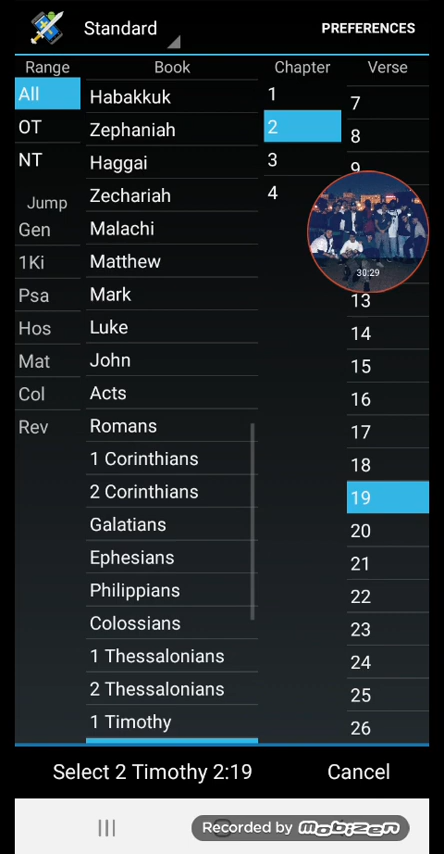 Standard
PREFERENCES
Range
Book
Chapter
Verse
All
OT
NT
Jump
Gen
1Ki
Psa
Hos
Mat
Col
Rev
Habakkuk
Zephaniah
Haggai
Zechariah
Malachi
Matthew
Mark
Luke
John
Acts
Romans
1 Corinthians
2 Corinthians
Galatians
Ephesians
Philippians
Colossians
1 Thessalonians
2 Thessalonians
1 Timothy
1
2
3
4
7
8
9
30:29
13
14
15
16
17
18
19
20
21
22
23
24
25
26
Select 2 Timothy 2:19
Cancel
Recorded by MOBIZEN